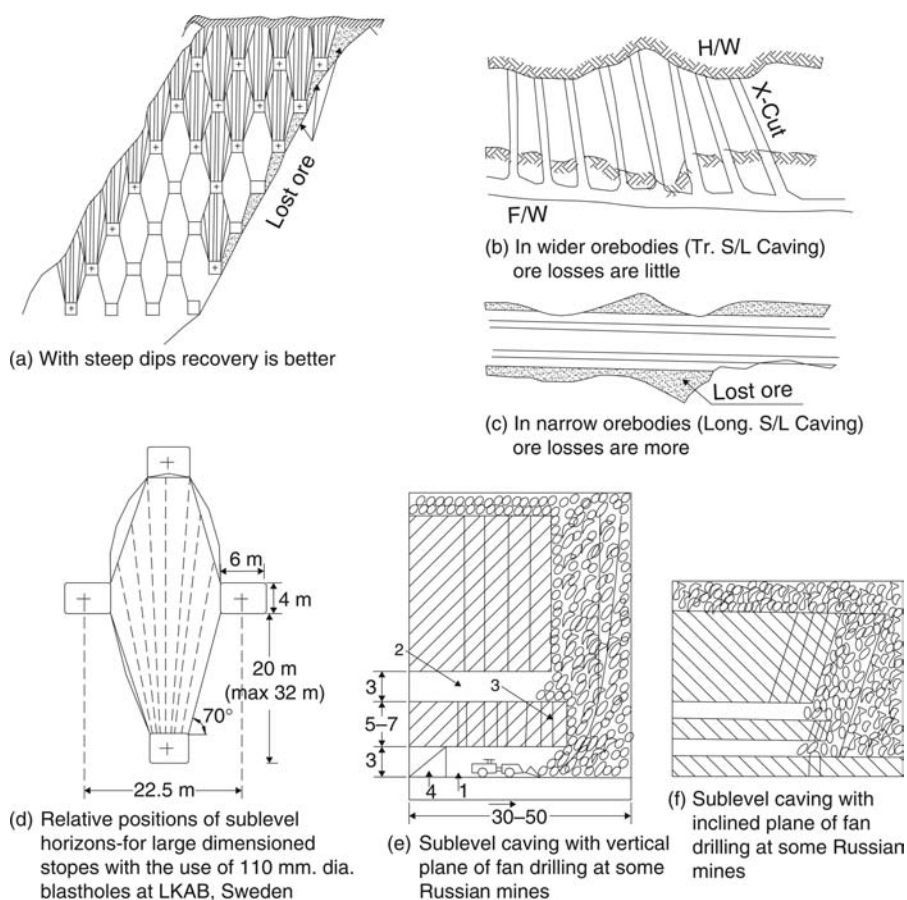 Lost ore
(a) With steep dips recovery is better
H/W
X-Cut
F/W
(b) In wider orebodies (Tr. S/L Caving)
ore losses are little
Lost ore
(c) In narrow orebodies (Long. S/L Caving)
ore losses are more
6 m
4 m
20 m
(max 32 m)
70°
22.5 m
(d) Relative positions of sublevel
horizons-for large dimensioned
stopes with the use of 110 mm. dia.
blastholes at LKAB, Sweden
2
3
3
5–7
3
4
1
30–50
(e) Sublevel caving with vertical
plane of fan drilling at some
Russian mines
(f) Sublevel caving with
inclined plane of fan
drilling at some Russian
mines